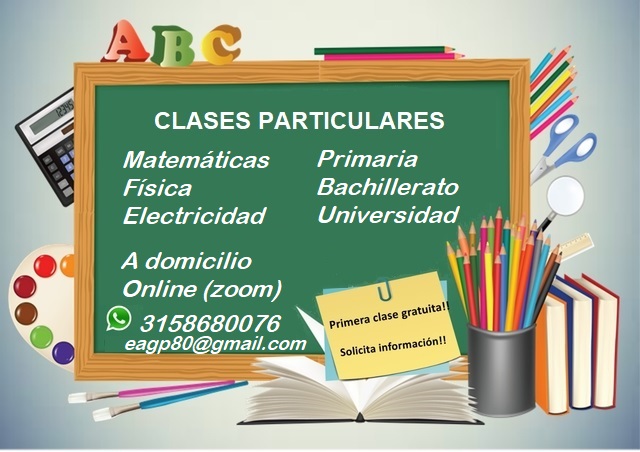 ABC
CLASES PARTICULARES
Matemáticas
Física
Electricidad
Primaria
Bachillerato
Universidad
A domicilio
Online (zoom)
3158680076
eagp80@gmail.com
Primera clase gratuita!!
Solicita información!!